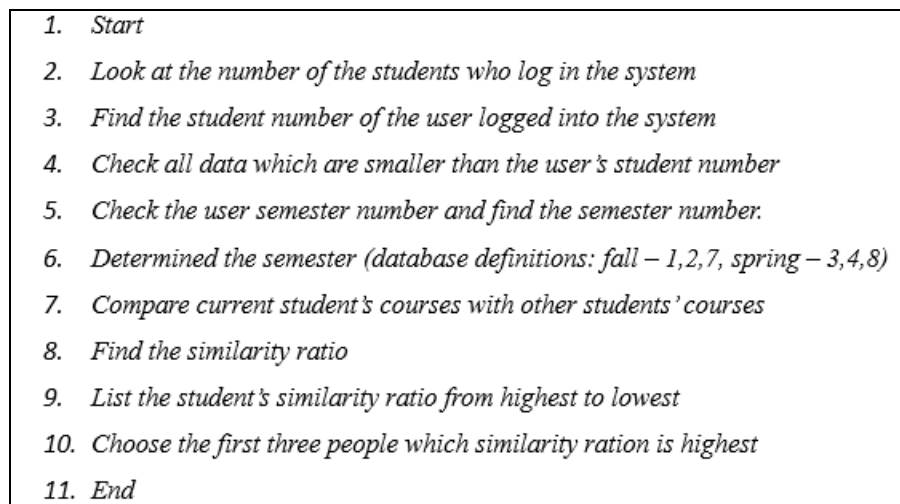 1. Start
2. Look at the number of the students who log in the system
3. Find the student number of the user logged into the system
4. Check all data which are smaller than the user’s student number
5. Check the user semester number and find the semester number.
6. Determined the semester (database definitions: fall – 1,2,7, spring – 3,4,8)
7. Compare current student’s courses with other students’ courses
8. Find the similarity ratio
9. List the student’s similarity ratio from highest to lowest
10. Choose the first three people which similarity ration is highest
11. End